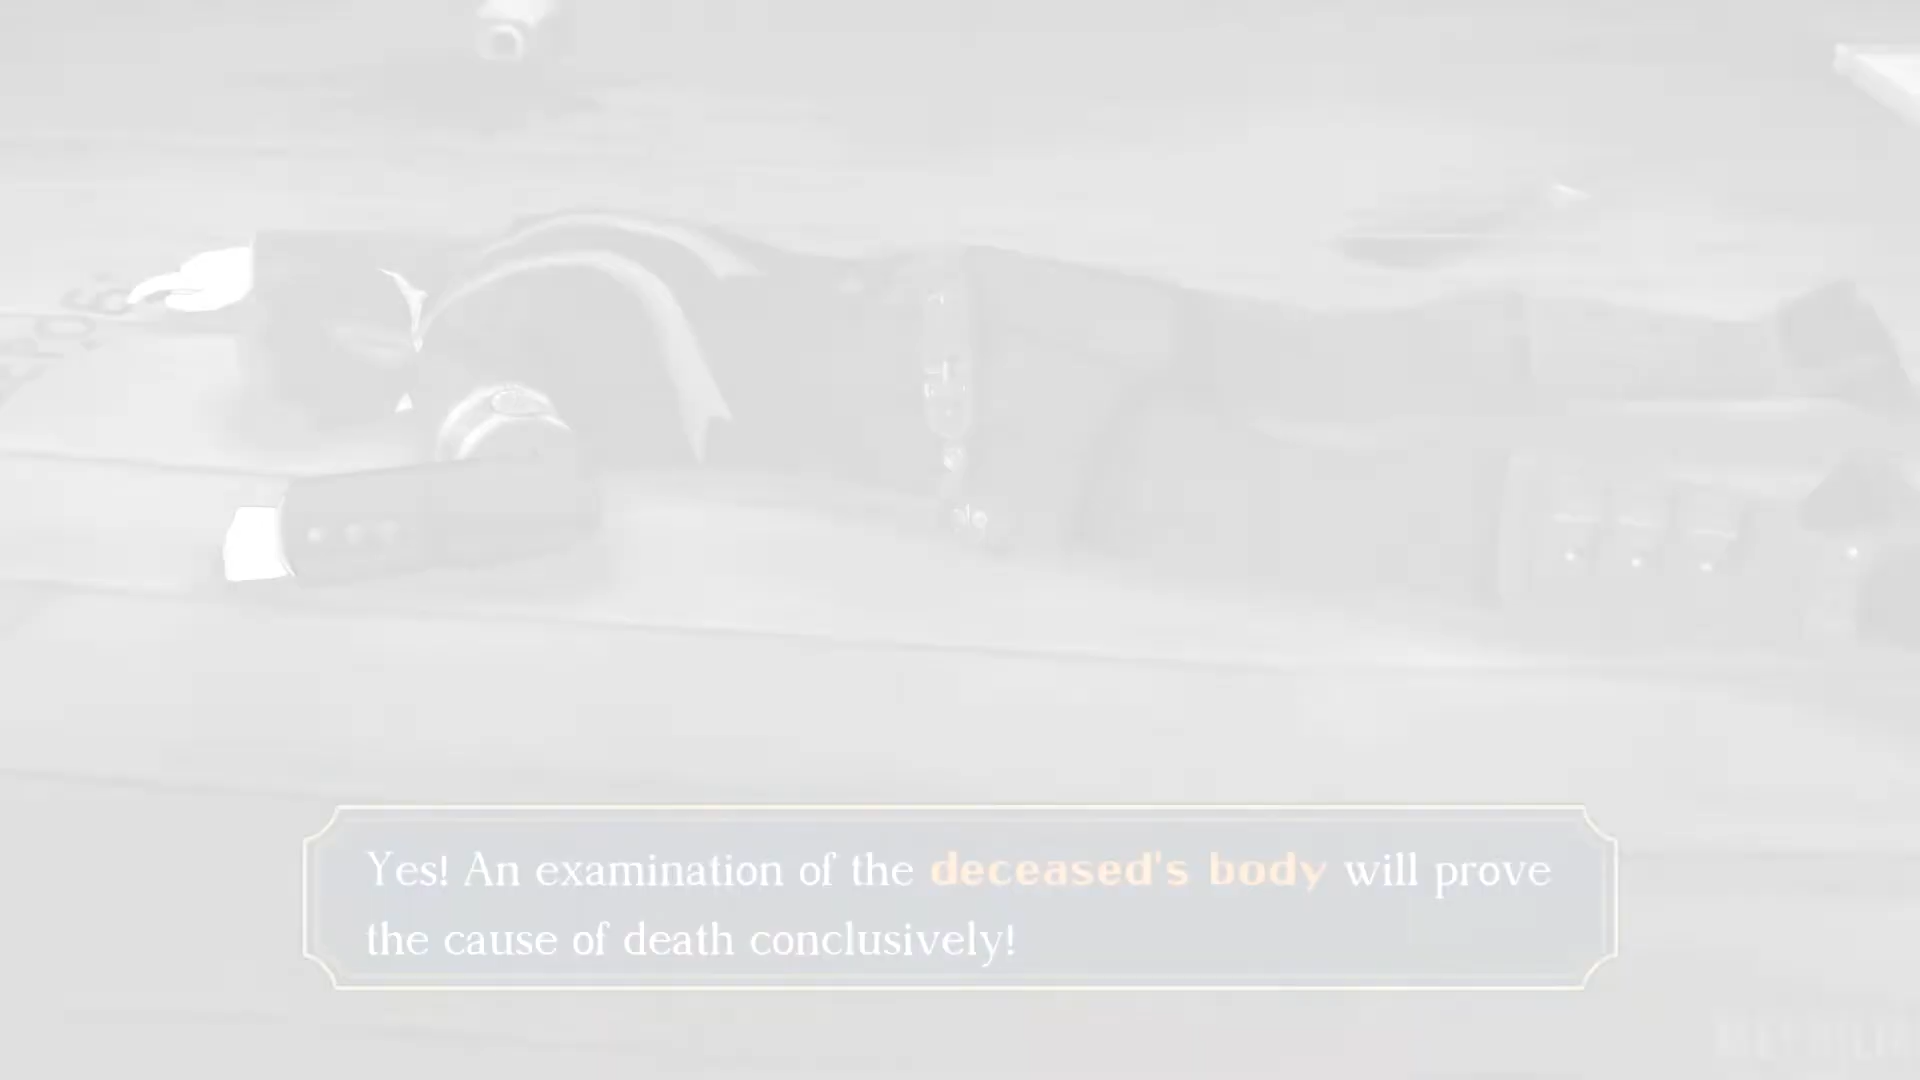 Yes! An examination of the deceased's body will prove
the cause of death conclusively!